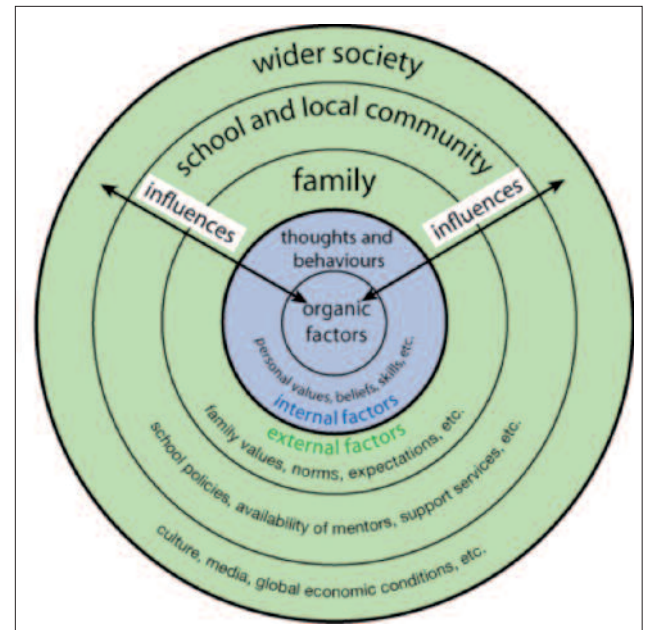 wider society
school and local community
family
influences
influences
thoughts and
behaviours
organic
factors
personal values, beliefs, skills, etc.
internal factors
external factors
family values, norms, expectations, etc.
school policies, availability of mentors, support services, etc.
culture, media, global economic conditions, etc.